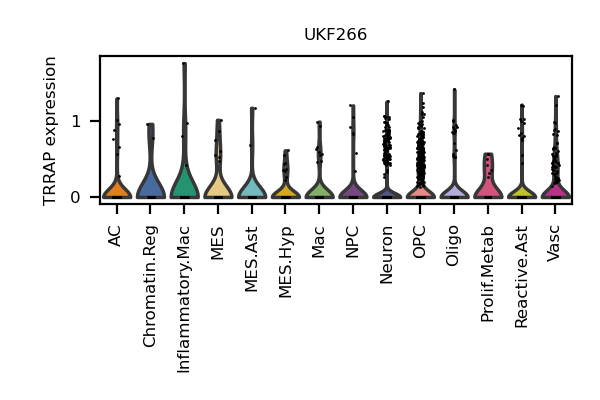 UKF266
TRRAP expression
1
0
AC
Chromatin.Reg
Inflammatory.Mac
MES
MES.Ast
MES.Hyp
Mac
NPC
Neuron
OPC
Oligo
Prolif.Metab
Reactive.Ast
Vasc